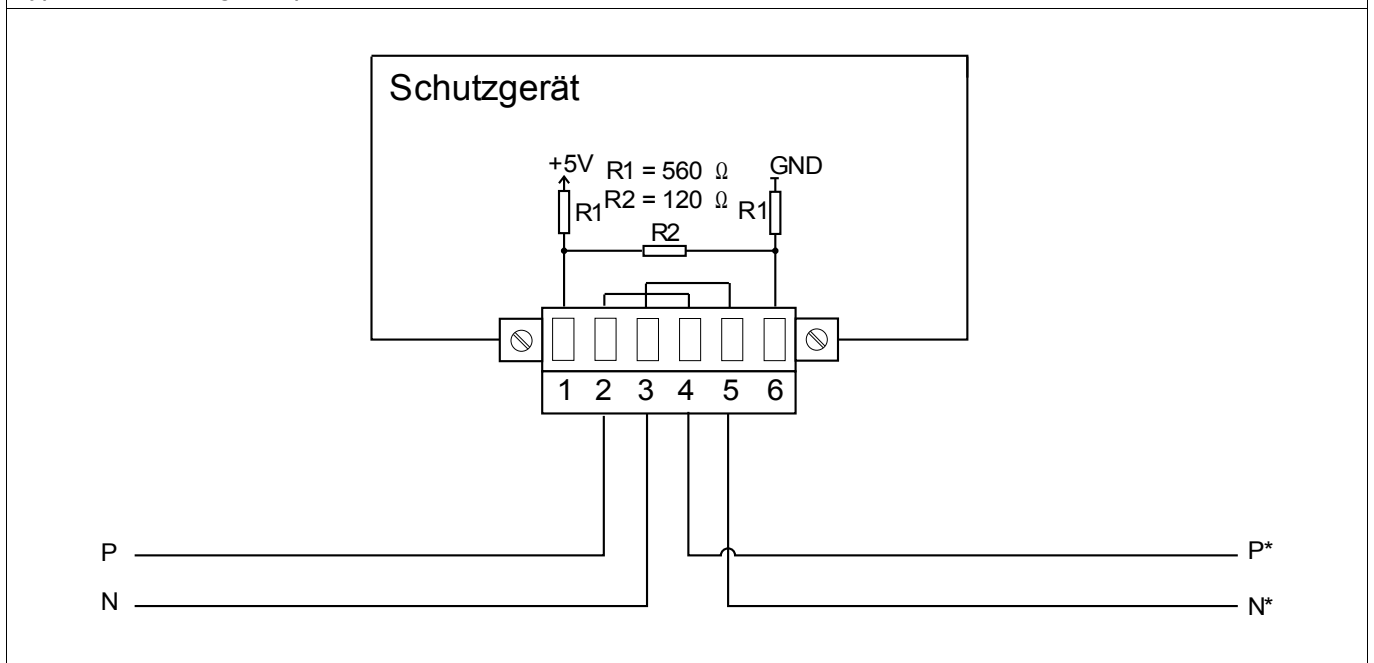 Schutzgerät
+5V R1 = 560 Ω GND
R1 R2 = 120 Ω R1
R2
1 2 3 4 5 6
P P*
N N*